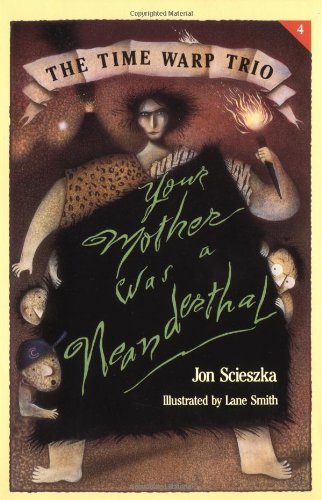 Copyrighted Material
4
THE TIME WARP TRIO
Your
Mother
Was a
Neanderthal
Jon Scieszka
Illustrated by Lane Smith